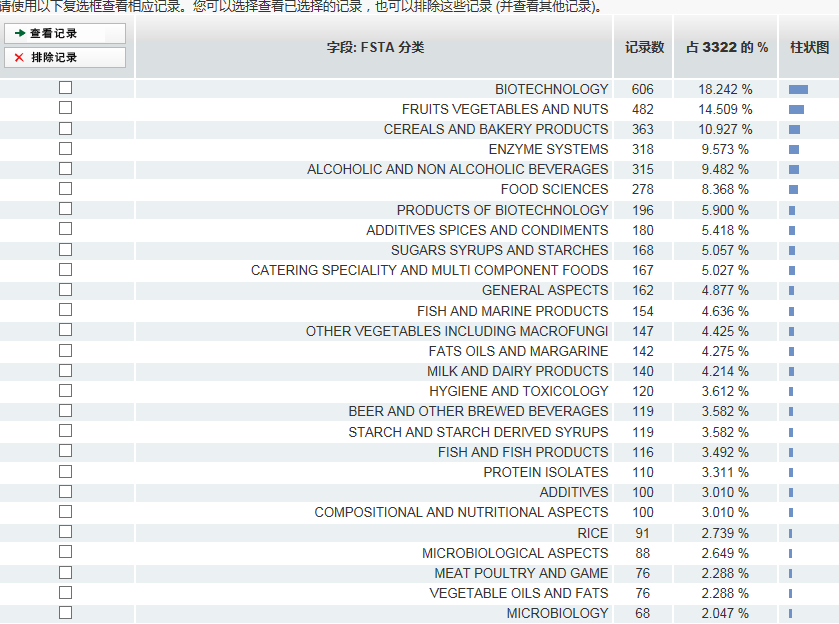 请使用以下复选框查看相应记录。您可以选择查看已选择的记录，也可以排除这些记录 (并查看其他记录)。
查看记录
排除记录
字段: FSTA 分类 记录数 占 3322 的 % 柱状图
BIOTECHNOLOGY 606 18.242 %
FRUITS VEGETABLES AND NUTS 482 14.509 %
CEREALS AND BAKERY PRODUCTS 363 10.927 %
ENZYME SYSTEMS 318 9.573 %
ALCOHOLIC AND NON ALCOHOLIC BEVERAGES 315 9.482 %
FOOD SCIENCES 278 8.368 %
PRODUCTS OF BIOTECHNOLOGY 196 5.900 %
ADDITIVES SPICES AND CONDIMENTS 180 5.418 %
SUGARS SYRUPS AND STARCHES 168 5.057 %
CATERING SPECIALITY AND MULTI COMPONENT FOODS 167 5.027 %
GENERAL ASPECTS 162 4.877 %
FISH AND MARINE PRODUCTS 154 4.636 %
OTHER VEGETABLES INCLUDING MACROFUNGI 147 4.425 %
FATS OILS AND MARGARINE 142 4.275 %
MILK AND DAIRY PRODUCTS 140 4.214 %
HYGIENE AND TOXICOLOGY 120 3.612 %
BEER AND OTHER BREWED BEVERAGES 119 3.582 %
STARCH AND STARCH DERIVED SYRUPS 119 3.582 %
FISH AND FISH PRODUCTS 116 3.492 %
PROTEIN ISOLATES 110 3.311 %
ADDITIVES 100 3.010 %
COMPOSITIONAL AND NUTRITIONAL ASPECTS 100 3.010 %
RICE 91 2.739 %
MICROBIOLOGICAL ASPECTS 88 2.649 %
MEAT POULTRY AND GAME 76 2.288 %
VEGETABLE OILS AND FATS 76 2.288 %
MICROBIOLOGY 68 2.047 %